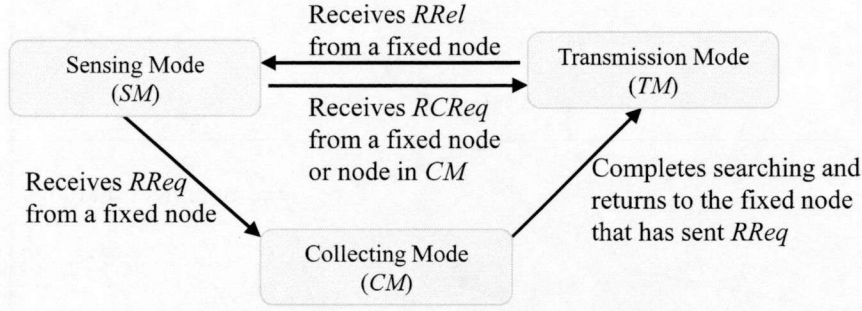 Receives RRel
from a fixed node
Sensing Mode
(SM)
Transmission Mode
(TM)
Receives RCReq
from a fixed node
or node in CM
Receives RReq
from a fixed node
Completes searching and
returns to the fixed node
that has sent RReq
Collecting Mode
(CM)